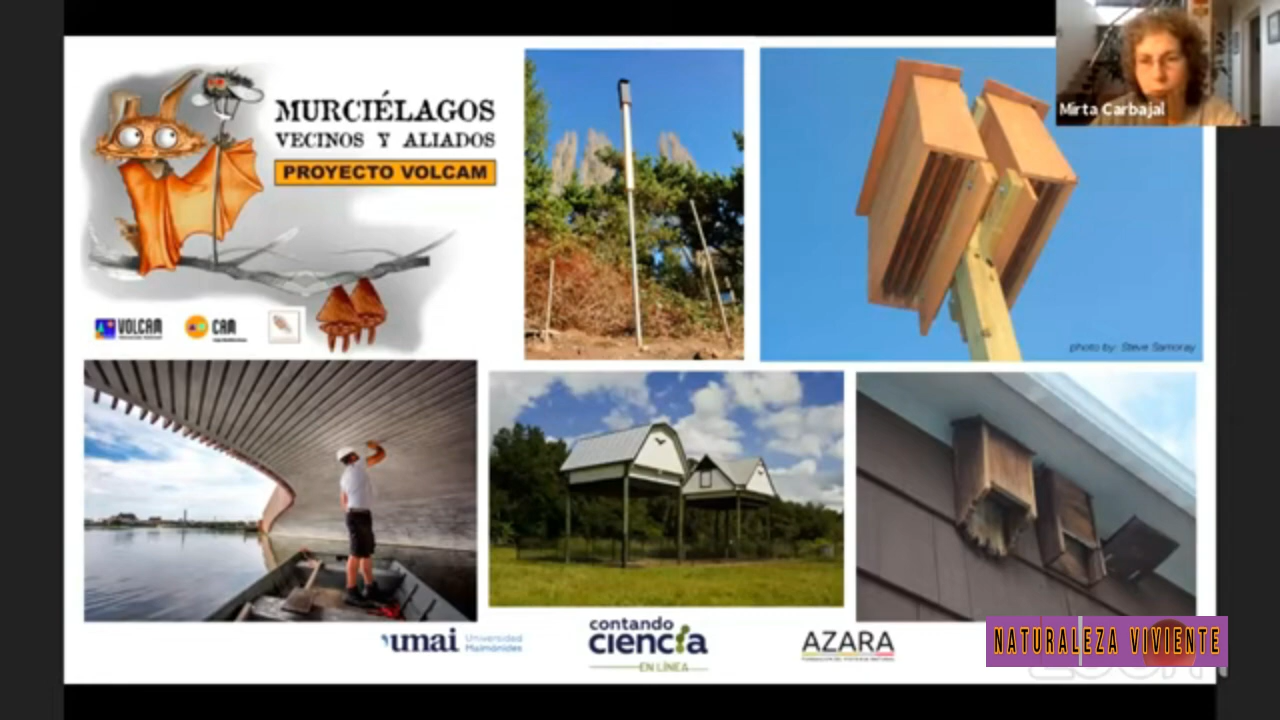 MURCIÉLAGOS
VECINOS Y ALIADOS
PROYECTO VOLCAM
Mirta Carbajal
VOLCAM
CAM
photo by: Steve Samoray
umai Universidad
Maimónides
contando
ciencia
EN LÍNEA
AZARA
NATURALEZA VIVIENTE